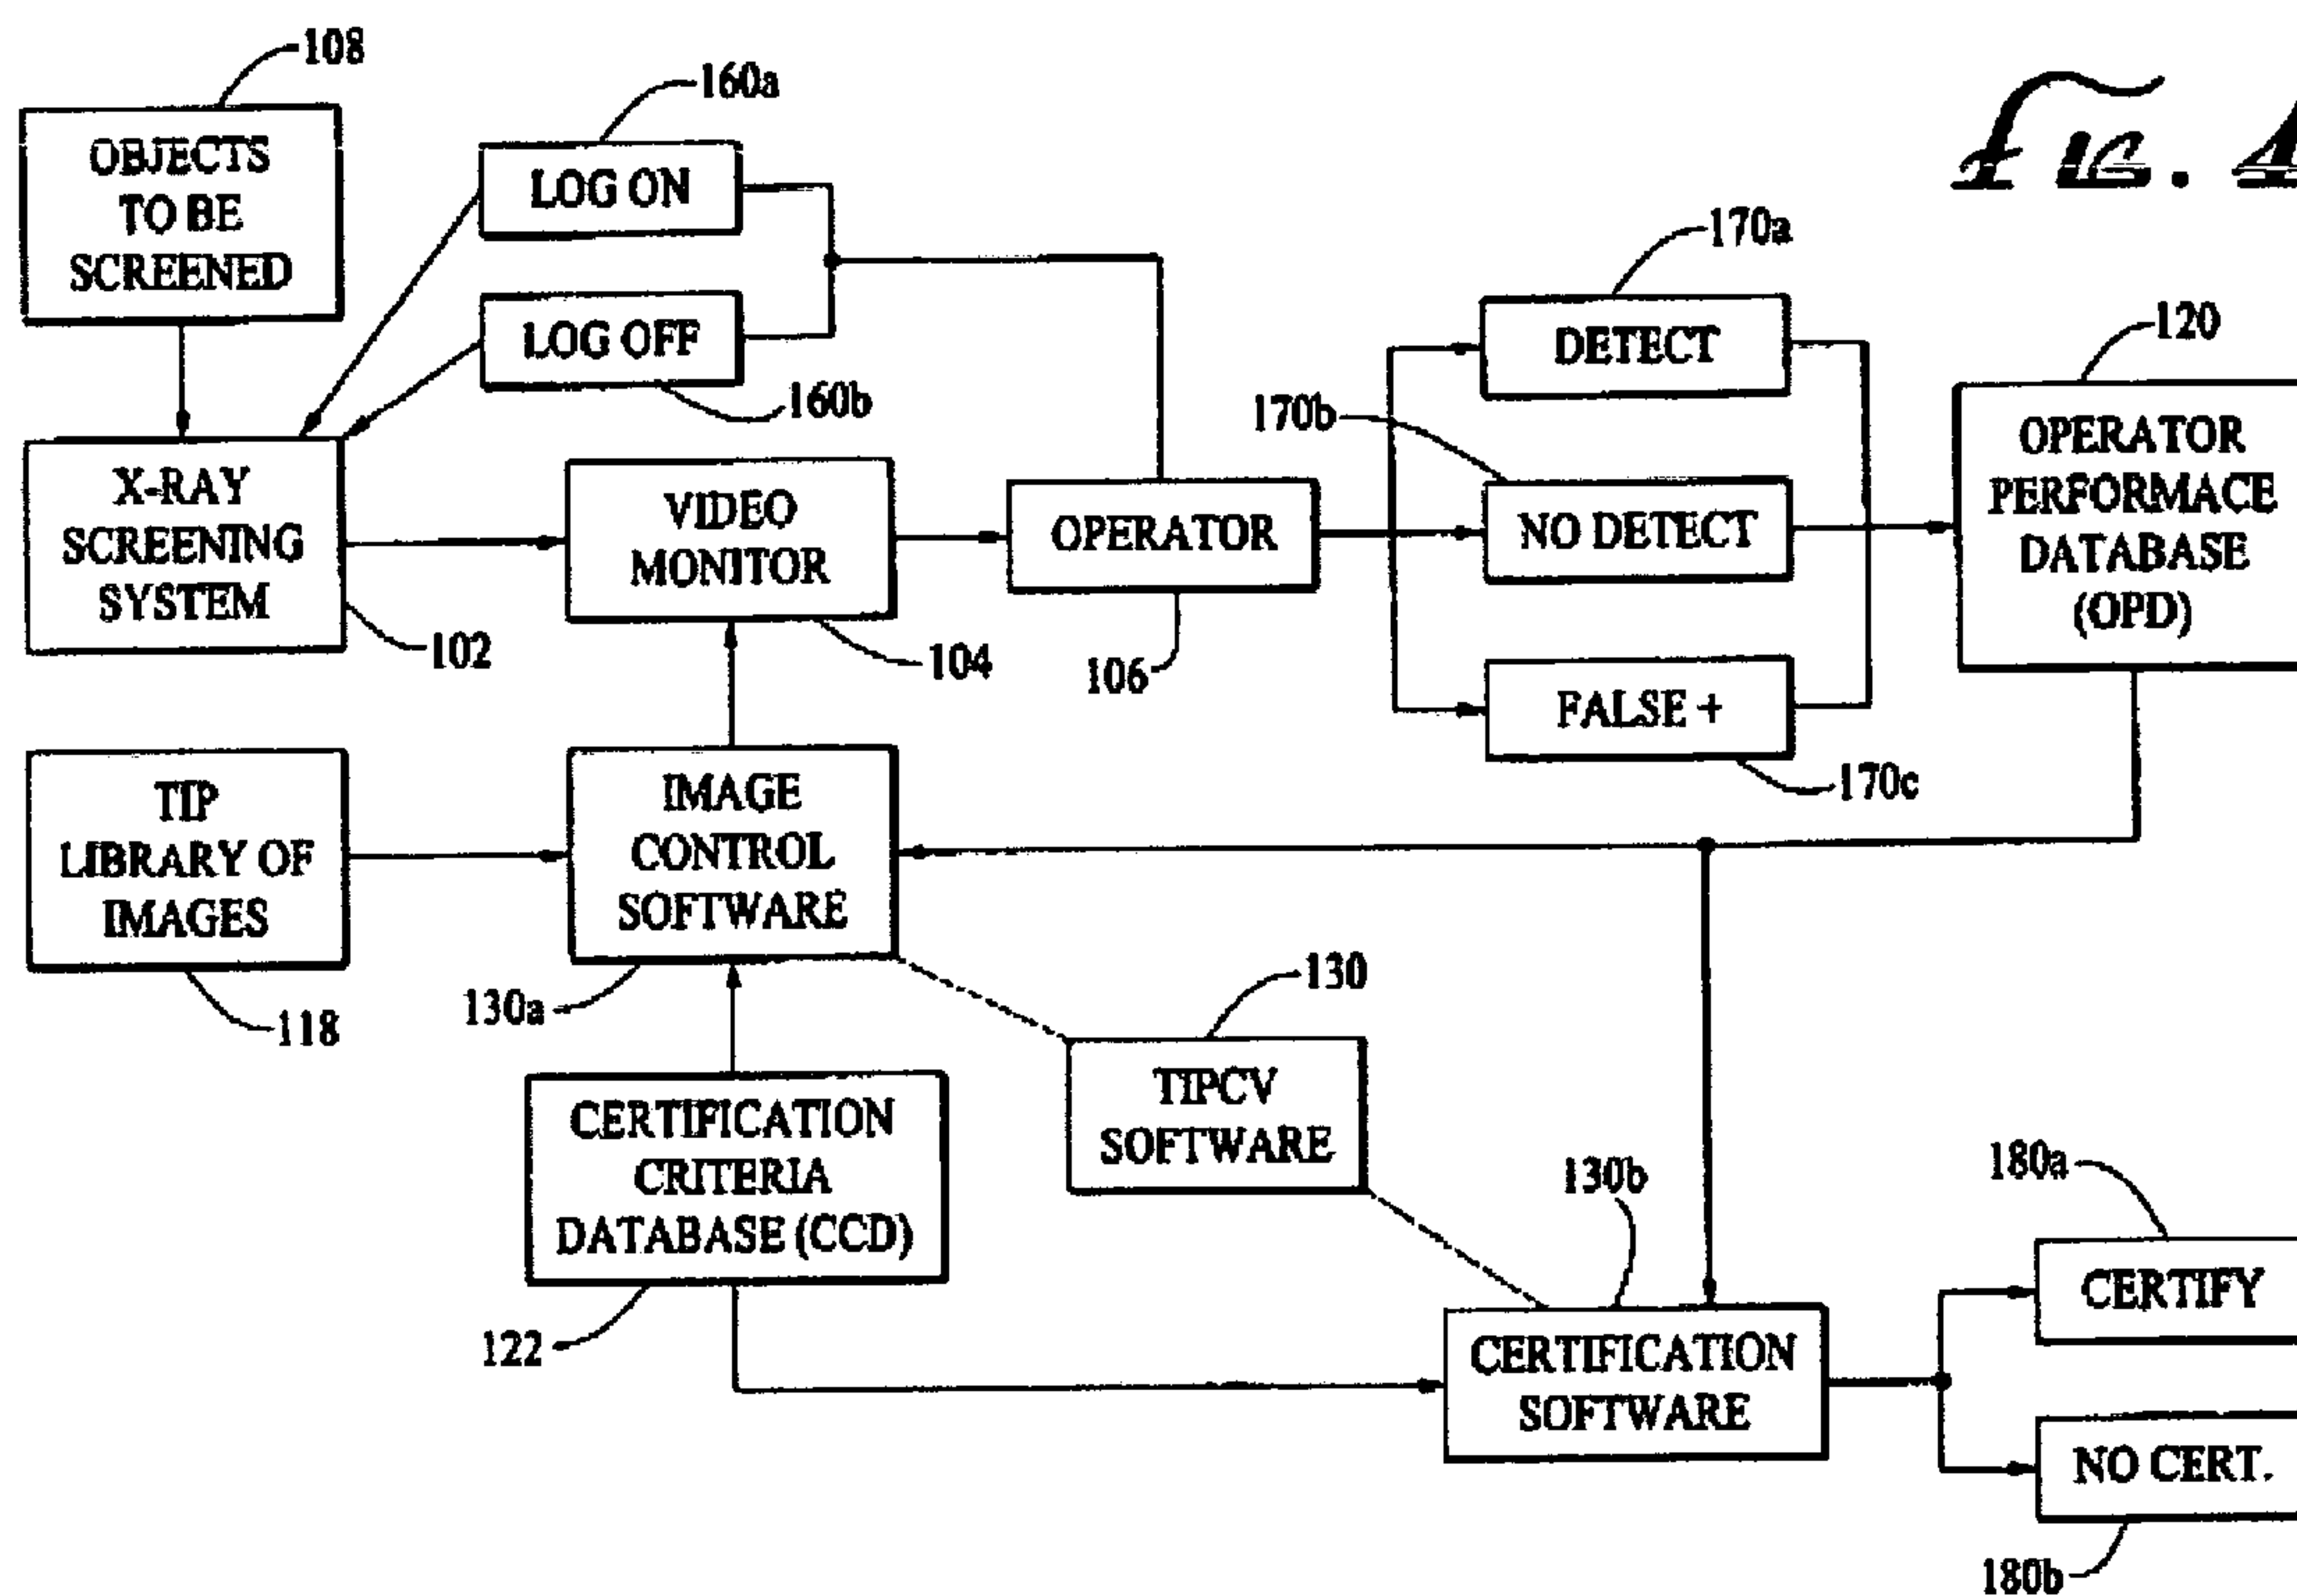 FIG. 4
108
OBJECTS
TO BE
SCREENED
160a
LOG ON
LOG OFF
160b
X-RAY
SCREENING
SYSTEM
102
VIDEO
MONITOR
104
OPERATOR
106
170a
DETECT
170b
NO DETECT
FALSE +
170c
120
OPERATOR
PERFORMACE
DATABASE
(OPD)
TIP
LIBRARY OF
IMAGES
118
IMAGE
CONTROL
SOFTWARE
130a
130
TIPCV
SOFTWARE
CERTIFICATION
CRITERIA
DATABASE (CCD)
122
130b
CERTIFICATION
SOFTWARE
180a
CERTIFY
NO CERT.
180b